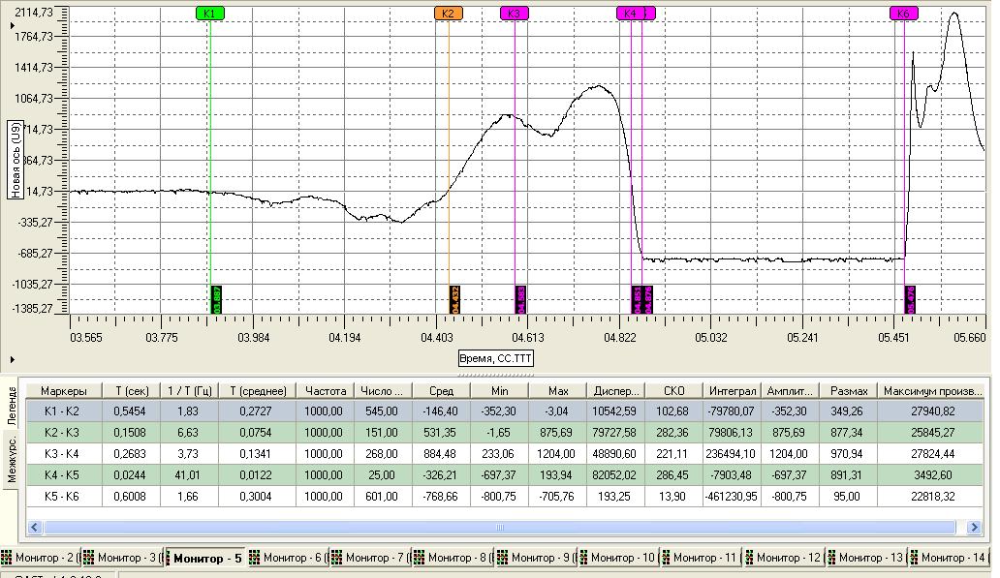 K1 K2 K3 K4 K6
2114,73
1764,73
1414,73
1064,73
714,73
364,73
14,73
-335,27
-685,27
-1035,27
-1385,27
Новая ось (U9)
03.887 04.432 04.583 04.851 04.876 05.476
03.565 03.775 03.984 04.194 04.403 04.613 04.822 05.032 05.241 05.451 05.660
Время, СС.ТТТ
Легенда
Межкурс.
Маркеры T (сек) 1 / T (Гц) T (среднее) Частота Число ... Сред Min Max Диспер... СКО Интеграл Амплит... Размах Максимум произв...
K1 - K2 0,5454 1,83 0,2727 1000,00 545,00 -146,40 -352,30 -3,04 10542,59 102,68 -79780,07 -352,30 349,26 27940,82
K2 - K3 0,1508 6,63 0,0754 1000,00 151,00 531,35 -1,65 875,69 79727,58 282,36 79806,13 875,69 877,34 25845,27
K3 - K4 0,2683 3,73 0,1341 1000,00 268,00 884,48 233,06 1204,00 48890,60 221,11 236494,10 1204,00 970,94 27824,44
K4 - K5 0,0244 41,01 0,0122 1000,00 25,00 -326,21 -697,37 193,94 82052,02 286,45 -7903,48 -697,37 891,31 3492,60
K5 - K6 0,6008 1,66 0,3004 1000,00 601,00 -768,66 -800,75 -705,76 193,25 13,90 -461230,95 -800,75 95,00 22818,32
Монитор - 2 ( Монитор - 3 ( Монитор - 5 Монитор - 6 ( Монитор - 7 ( Монитор - 8 ( Монитор - 9 ( Монитор - 10 Монитор - 11 Монитор - 12 Монитор - 13 Монитор - 14